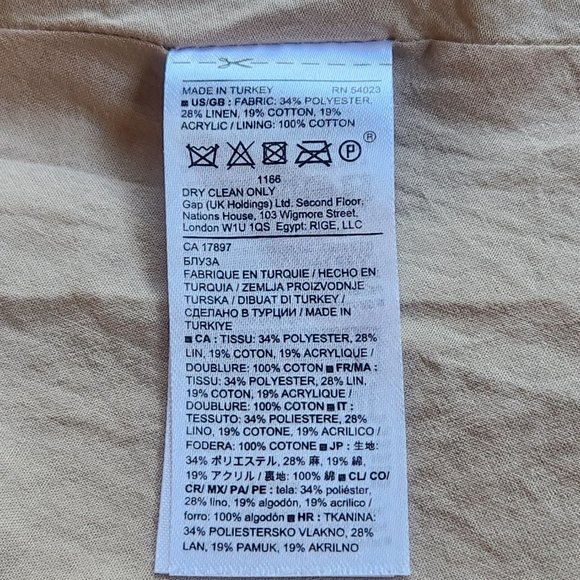 MADE IN TURKEY RN 54023
■ US/GB : FABRIC: 34% POLYESTER,
28% LINEN, 19% COTTON, 19%
ACRYLIC / LINING: 100% COTTON
P ®
1166
DRY CLEAN ONLY
Gap (UK Holdings) Ltd. Second Floor,
Nations House, 103 Wigmore Street,
London W1U 1QS Egypt: RIGE, LLC
CA 17897
БЛУЗА
FABRIQUE EN TURQUIE / HECHO EN
TURQUIA / ZEMLJA PROIZVODNJE
TURSKA / DIBUAT DI TURKEY /
СДЕЛАНО В ТУРЦИИ / MADE IN
TURKIYE
■ CA : TISSU: 34% POLYESTER, 28%
LIN, 19% COTON, 19% ACRYLIQUE /
DOUBLURE: 100% COTON ■ FR/MA :
TISSU: 34% POLYESTER, 28% LIN,
19% COTON, 19% ACRYLIQUE /
DOUBLURE: 100% COTON ■ IT :
TESSUTO: 34% POLIESTERE, 28%
LINO, 19% COTONE, 19% ACRILICO /
FODERA: 100% COTONE ■ JP : 生地:
34% ポリエステル, 28% 麻, 19% 綿,
19% アクリル / 裏地: 100% 綿 ■ CL/ CO/
CR/ MX/ PA/ PE : tela: 34% poliéster,
28% lino, 19% algodón, 19% acrílico /
forro: 100% algodón ■ HR : TKANINA:
34% POLIESTERSKO VLAKNO, 28%
LAN, 19% PAMUK, 19% AKRILNO